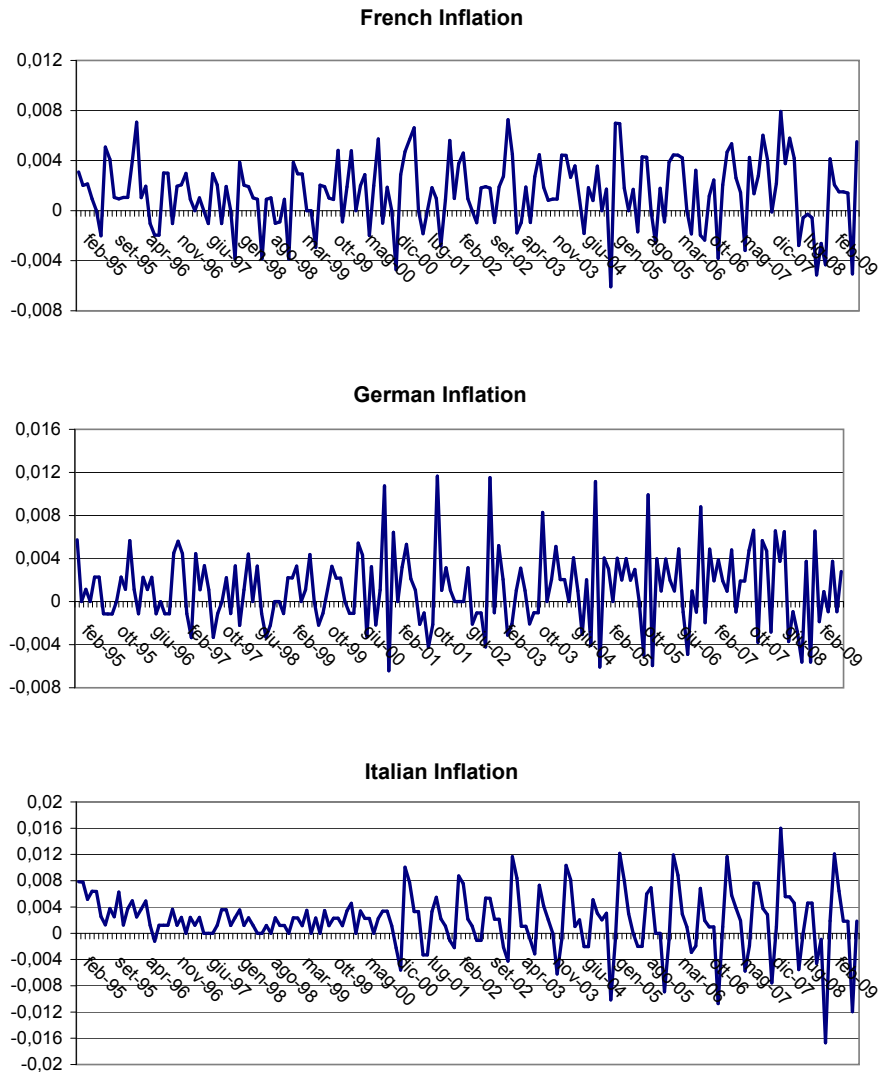 French Inflation
0,012
0,008
0,004
0
-0,004
-0,008
feb-95
set-95
apr-96
nov-96
giu-97
gen-98
ago-98
mar-99
ott-99
mag-00
dic-00
lug-01
feb-02
set-02
apr-03
nov-03
giu-04
gen-05
ago-05
mar-06
ott-06
mag-07
dic-07
lug-08
feb-09
German Inflation
0,016
0,012
0,008
0,004
0
-0,004
-0,008
feb-95
ott-95
giu-96
feb-97
ott-97
giu-98
feb-99
ott-99
giu-00
feb-01
ott-01
giu-02
feb-03
ott-03
giu-04
feb-05
ott-05
giu-06
feb-07
ott-07
giu-08
feb-09
Italian Inflation
0,02
0,016
0,012
0,008
0,004
0
-0,004
-0,008
-0,012
-0,016
-0,02
feb-95
set-95
apr-96
nov-96
giu-97
gen-98
ago-98
mar-99
ott-99
mag-00
dic-00
lug-01
feb-02
set-02
apr-03
nov-03
giu-04
gen-05
ago-05
mar-06
ott-06
mag-07
dic-07
lug-08
feb-09